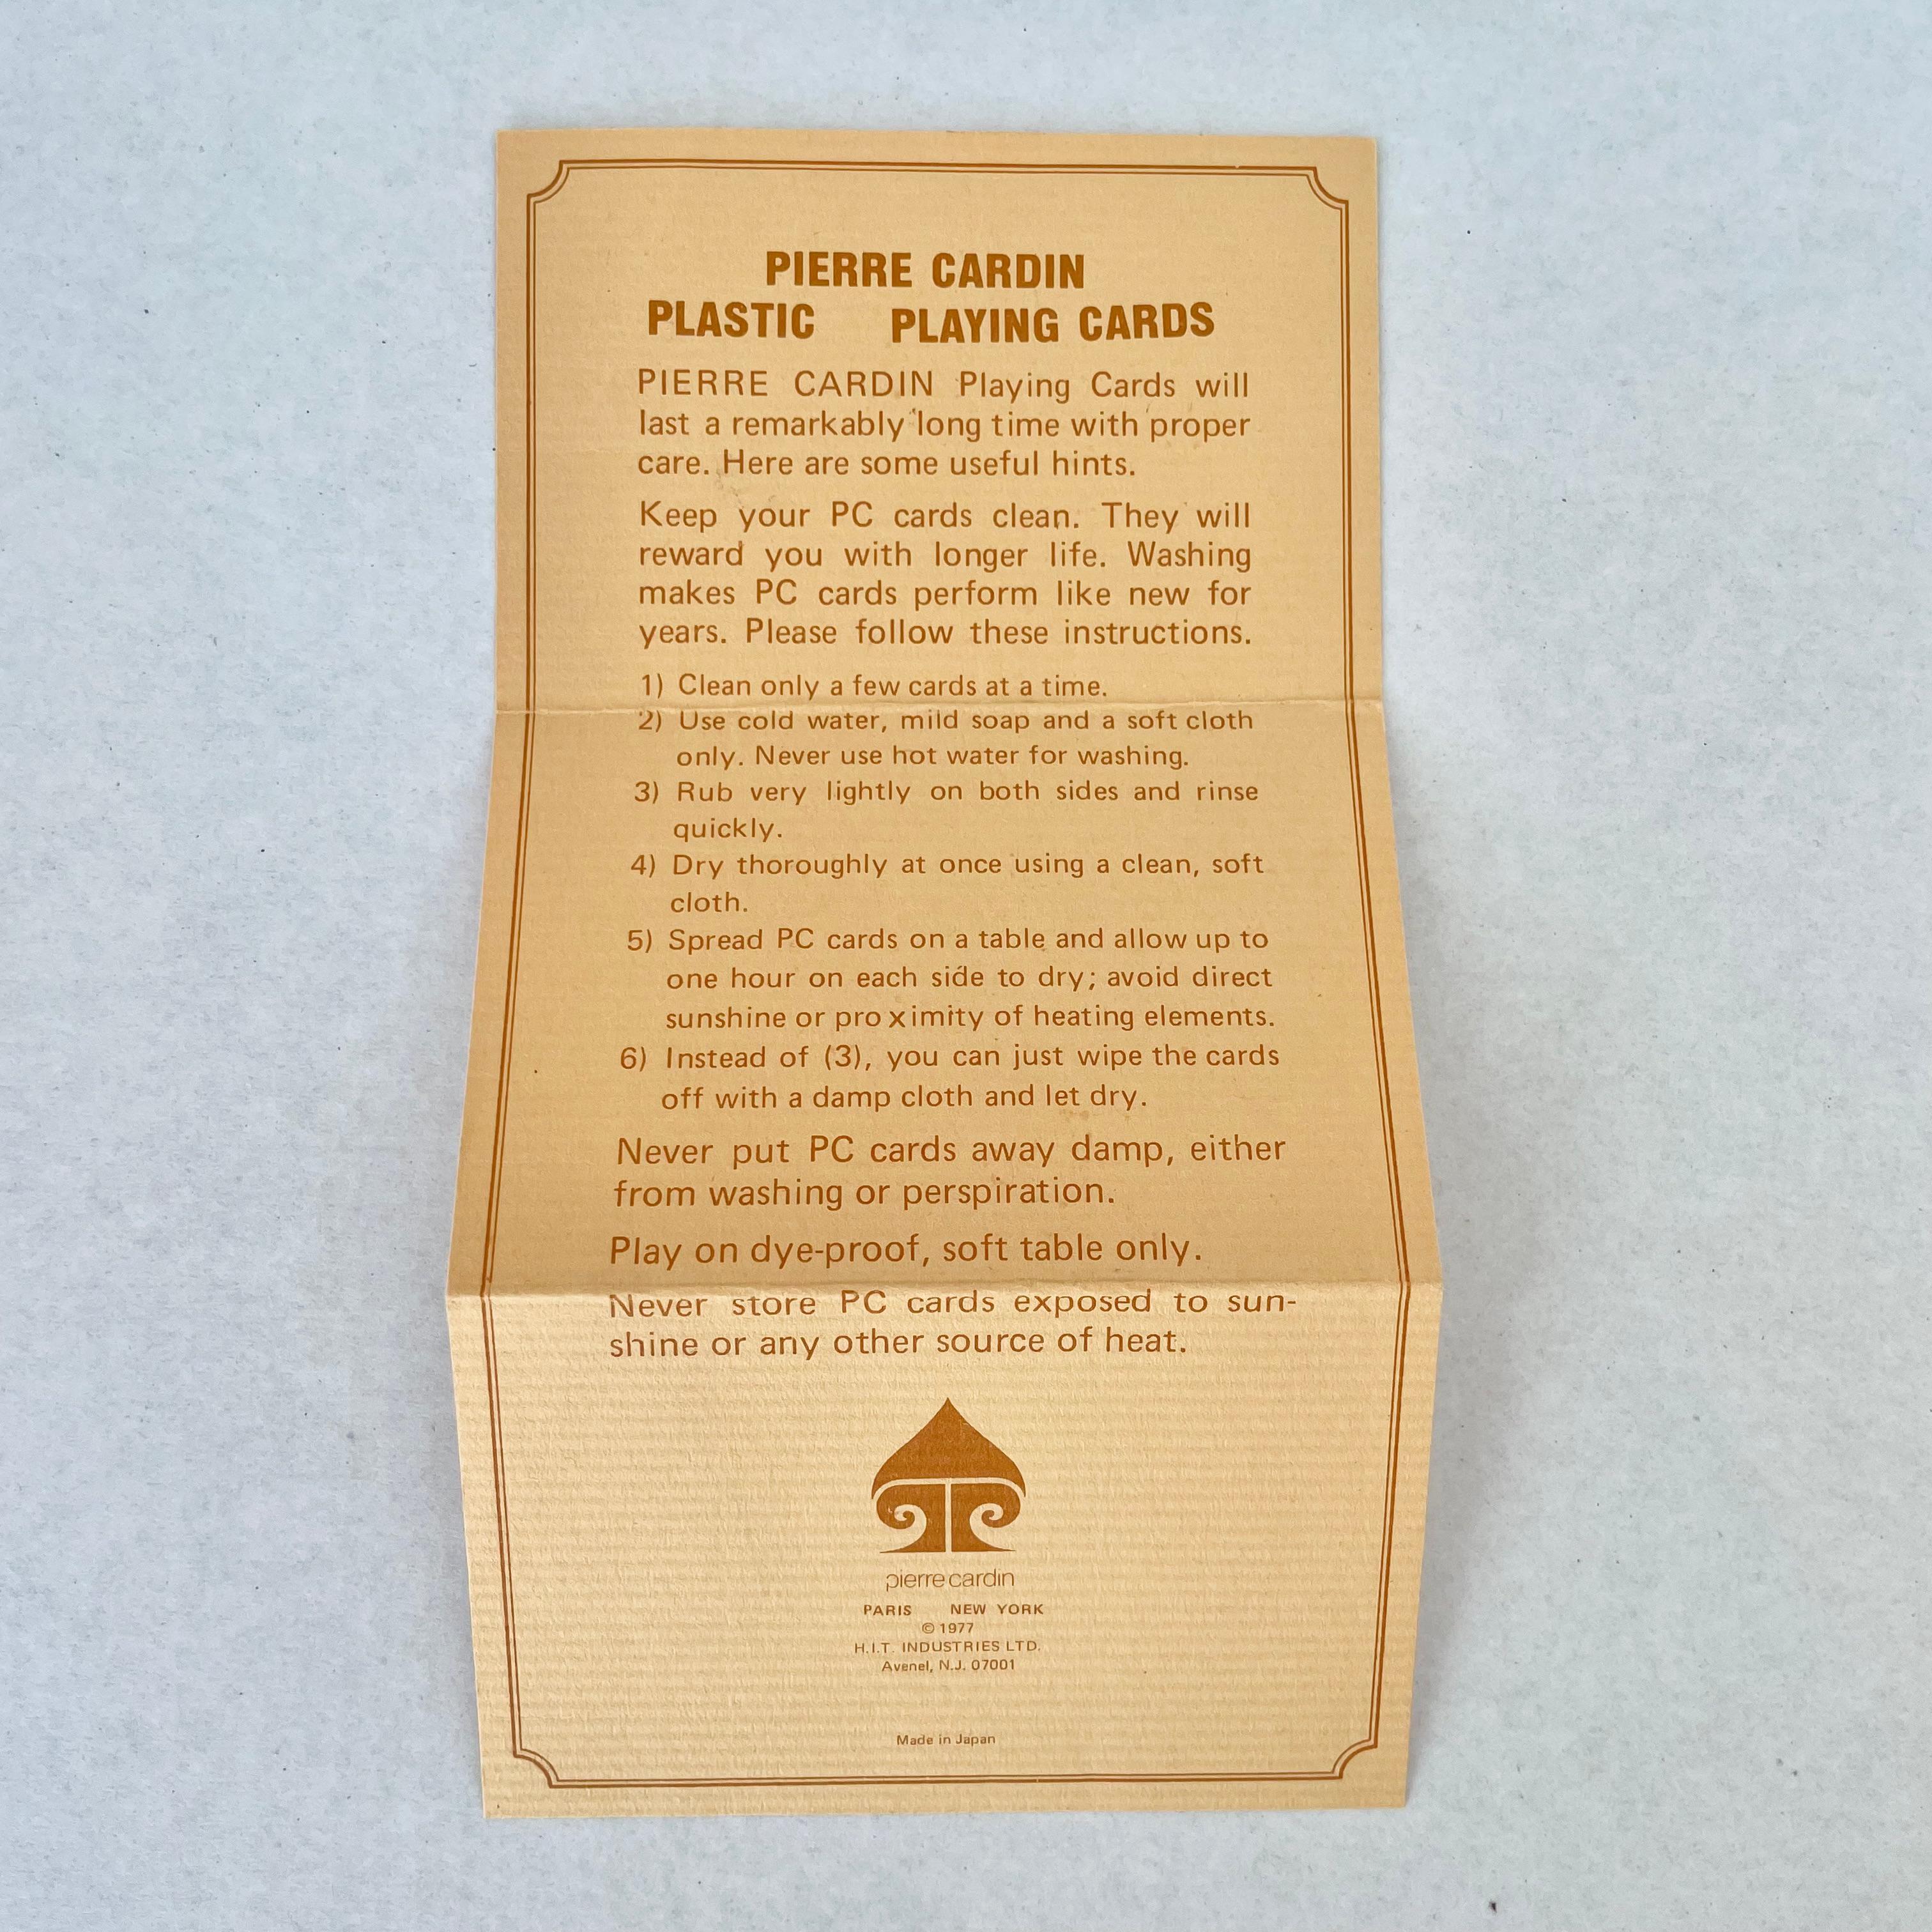 PIERRE CARDIN
PLASTIC PLAYING CARDS
PIERRE CARDIN Playing Cards will
last a remarkably long time with proper
care. Here are some useful hints.
Keep your PC cards clean. They will
reward you with longer life. Washing
makes PC cards perform like new for
years. Please follow these instructions.
1) Clean only a few cards at a time.
2) Use cold water, mild soap and a soft cloth
only. Never use hot water for washing.
3) Rub very lightly on both sides and rinse
quickly.
4) Dry thoroughly at once using a clean, soft
cloth.
5) Spread PC cards on a table and allow up to
one hour on each side to dry; avoid direct
sunshine or proximity of heating elements.
6) Instead of (3), you can just wipe the cards
off with a damp cloth and let dry.
Never put PC cards away damp, either
from washing or perspiration.
Play on dye-proof, soft table only.
Never store PC cards exposed to sun-
shine or any other source of heat.
pierre cardin
PARIS NEW YORK
© 1977
H.I.T. INDUSTRIES LTD.
Avenel, N.J. 07001
Made in Japan